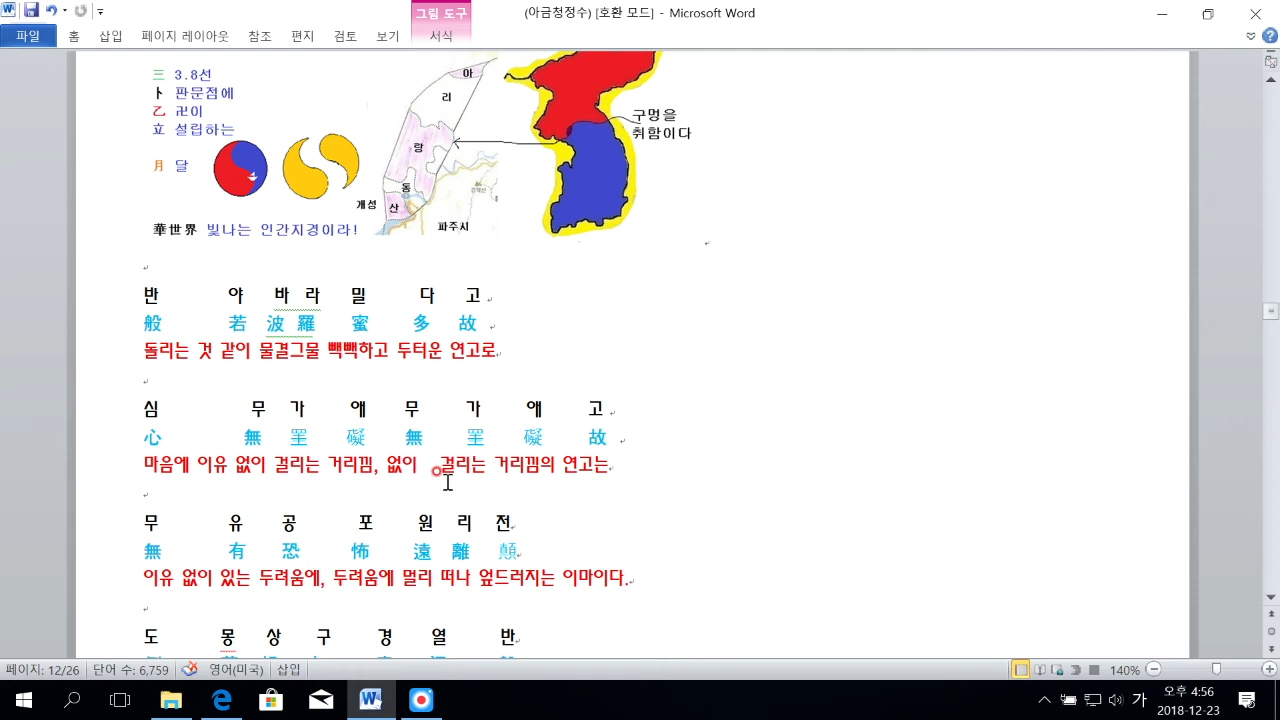 (아금청정수) [호환 모드] - Microsoft Word
그림 도구
파일 홈 삽입 페이지 레이아웃 참조 편지 검토 보기 서식
三 3.8선
卜 판문점에
乙 卍이
立 설립하는
月 달
華世界 빛나는 인간지경이라!
아
리
랑
동
산
개성
파주시
구멍을
취함이다
반 야 바 라 밀 다 고
般 若 波 羅 蜜 多 故
돌리는 것 같이 물결그물 빽빽하고 두터운 연고로
심 무 가 애 무 가 애 고
心 無 罣 礙 無 罣 礙 故
마음에 이유 없이 걸리는 거리낌, 없이 걸리는 거리낌의 연고는
무 유 공 포 원 리 전
無 有 恐 怖 遠 離 顚
이유 없이 있는 두려움에, 두려움에 멀리 떠나 엎드러지는 이마이다.
도 몽 상 구 경 열 반
페이지: 12/26 단어 수: 6,759 영어(미국) 삽입 140%
가 오후 4:56
2018-12-23